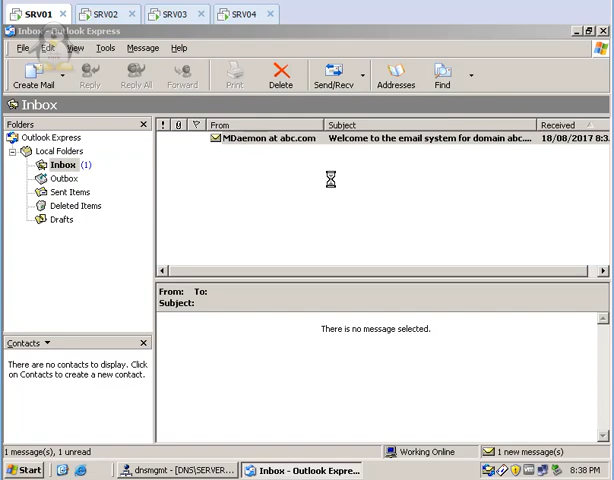 SRV01 SRV02 SRV03 SRV04
Inbox - Outlook Express
File Edit View Tools Message Help
Create Mail Reply Reply All Forward Print Delete Send/Recv Addresses Find
Inbox
Folders
Outlook Express
Local Folders
Inbox (1)
Outbox
Sent Items
Deleted Items
Drafts
! From Subject Received
MDaemon at abc.com Welcome to the email system for domain abc.... 18/08/2017 8:3...
From: To:
Subject:
There is no message selected.
Contacts
There are no contacts to display. Click
on Contacts to create a new contact.
1 message(s), 1 unread Working Online 1 new message(s)
Start dnsmgmt - [DNS\SERVER... Inbox - Outlook Expre... 8:38 PM